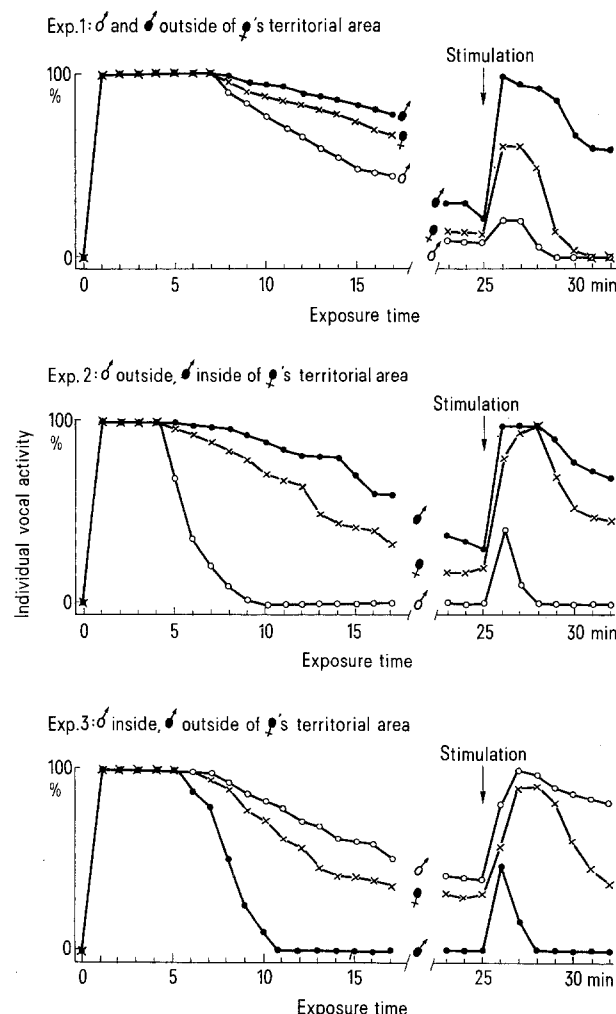 Exp.1: ♂ and ♂ outside of ♀'s territorial area
Stimulation
100
%
0
0 5 10 15 25 30 min
Exposure time
Exp.2: ♂ outside, ♂ inside of ♀'s territorial area
Stimulation
100
%
0
0 5 10 15 25 30 min
Exposure time
Individual vocal activity
Exp.3: ♂ inside, ♂ outside of ♀'s territorial area
Stimulation
100
%
0
0 5 10 15 25 30 min
Exposure time